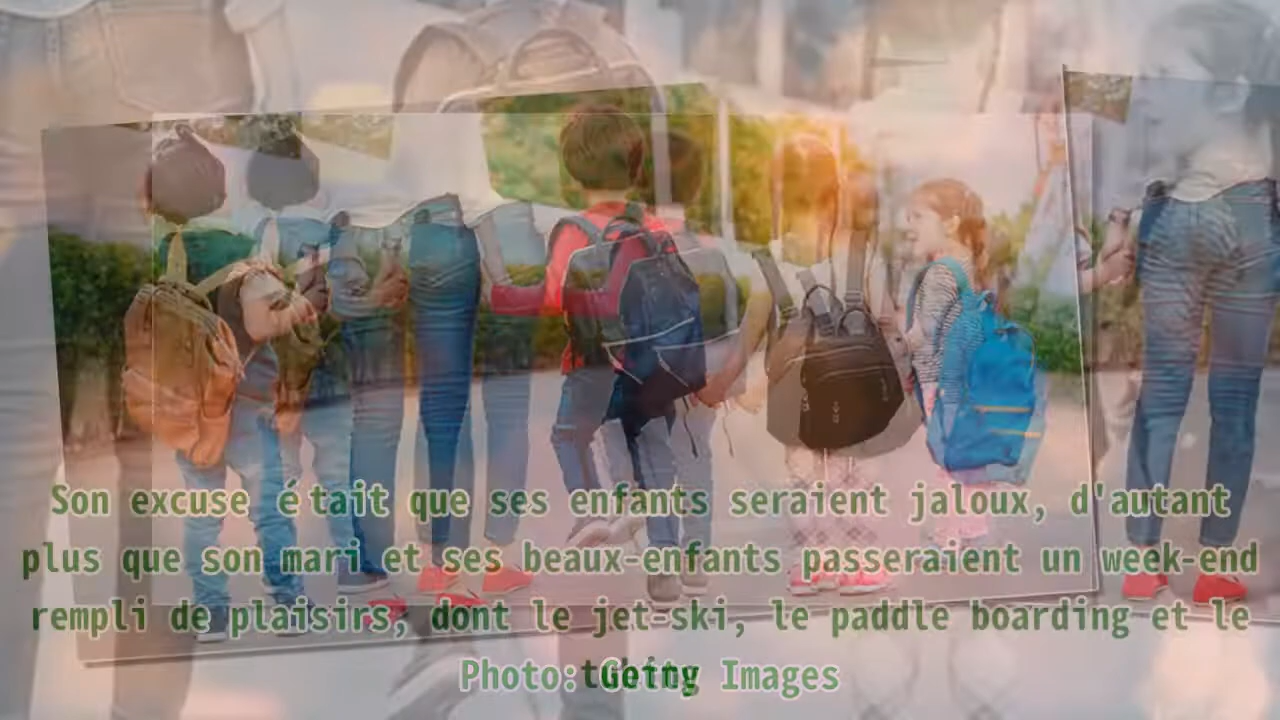 Son excuse était que ses enfants seraient jaloux, d'autant
plus que son mari et ses beaux-enfants passeraient un week-end
rempli de plaisirs, dont le jet-ski, le paddle boarding et le
Photo: Getty Images